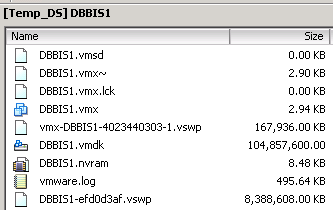 [Temp_DS] DBBIS1
Name Size
DBBIS1.vmsd 0.00 KB
DBBIS1.vmx~ 2.90 KB
DBBIS1.vmx.lck 0.00 KB
DBBIS1.vmx 2.94 KB
vmx-DBBIS1-4023440303-1.vswp 167,936.00 KB
DBBIS1.vmdk 104,857,600.00 KB
DBBIS1.nvram 8.48 KB
vmware.log 495.64 KB
DBBIS1-efd0d3af.vswp 8,388,608.00 KB